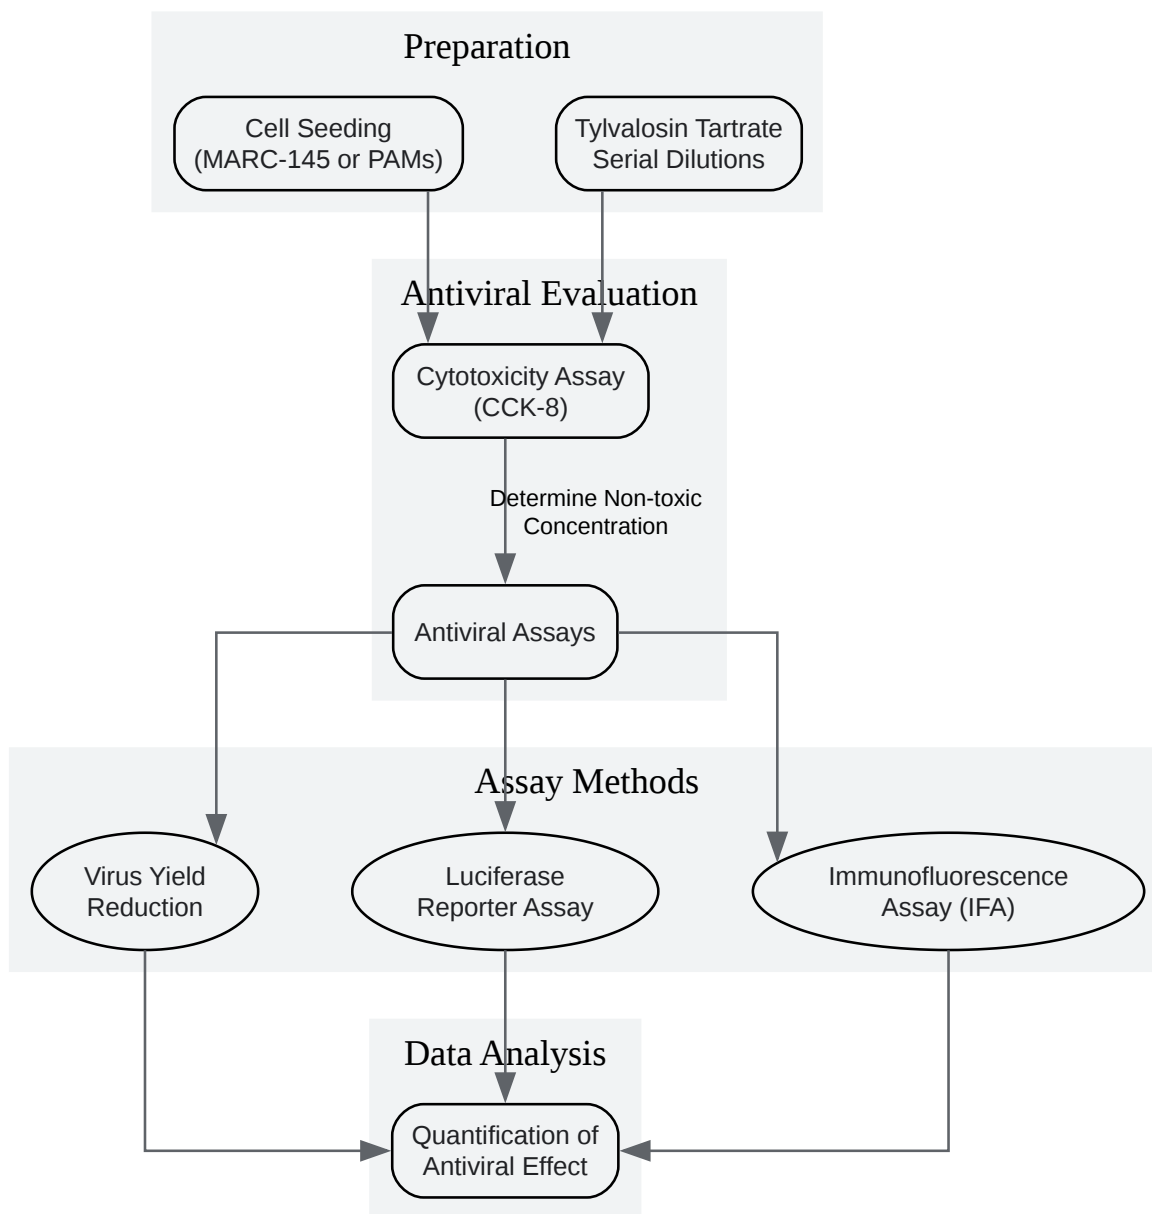 Preparation
Cell Seeding
(MARC-145 or PAMs)
Tylvalosin Tartrate
Serial Dilutions
Antiviral Evaluation
Cytotoxicity Assay
(CCK-8)
Determine Non-toxic
Concentration
Antiviral Assays
Assay Methods
Virus Yield
Reduction
Luciferase
Reporter Assay
Immunofluorescence
Assay (IFA)
Data Analysis
Quantification of
Antiviral Effect